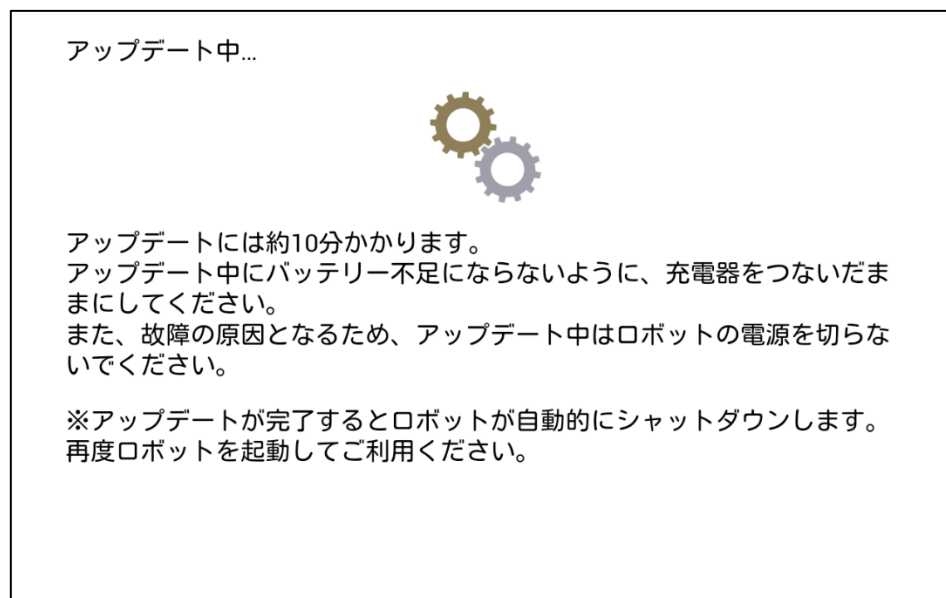 アップデート中...
アップデートには約10分かかります。
アップデート中にバッテリー不足にならないように、充電器をつないだま
まにしてください。
また、故障の原因となるため、アップデート中はロボットの電源を切らな
いでください。
※アップデートが完了するとロボットが自動的にシャットダウンします。
再度ロボットを起動してご利用ください。